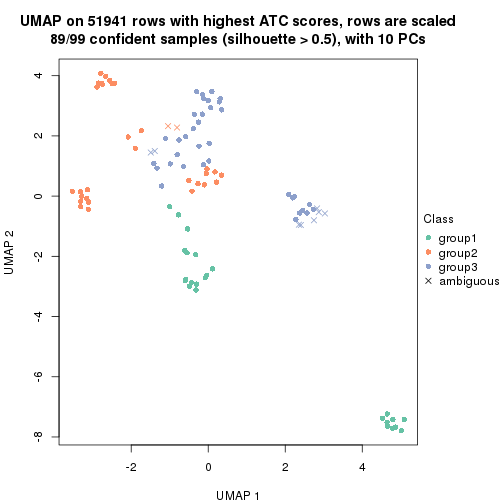 UMAP on 51941 rows with highest ATC scores, rows are scaled
89/99 confident samples (silhouette > 0.5), with 10 PCs
4
2
0
-2
-4
-6
-8
UMAP 2
-2
0
2
4
UMAP 1
Class
group1
group2
group3
ambiguous